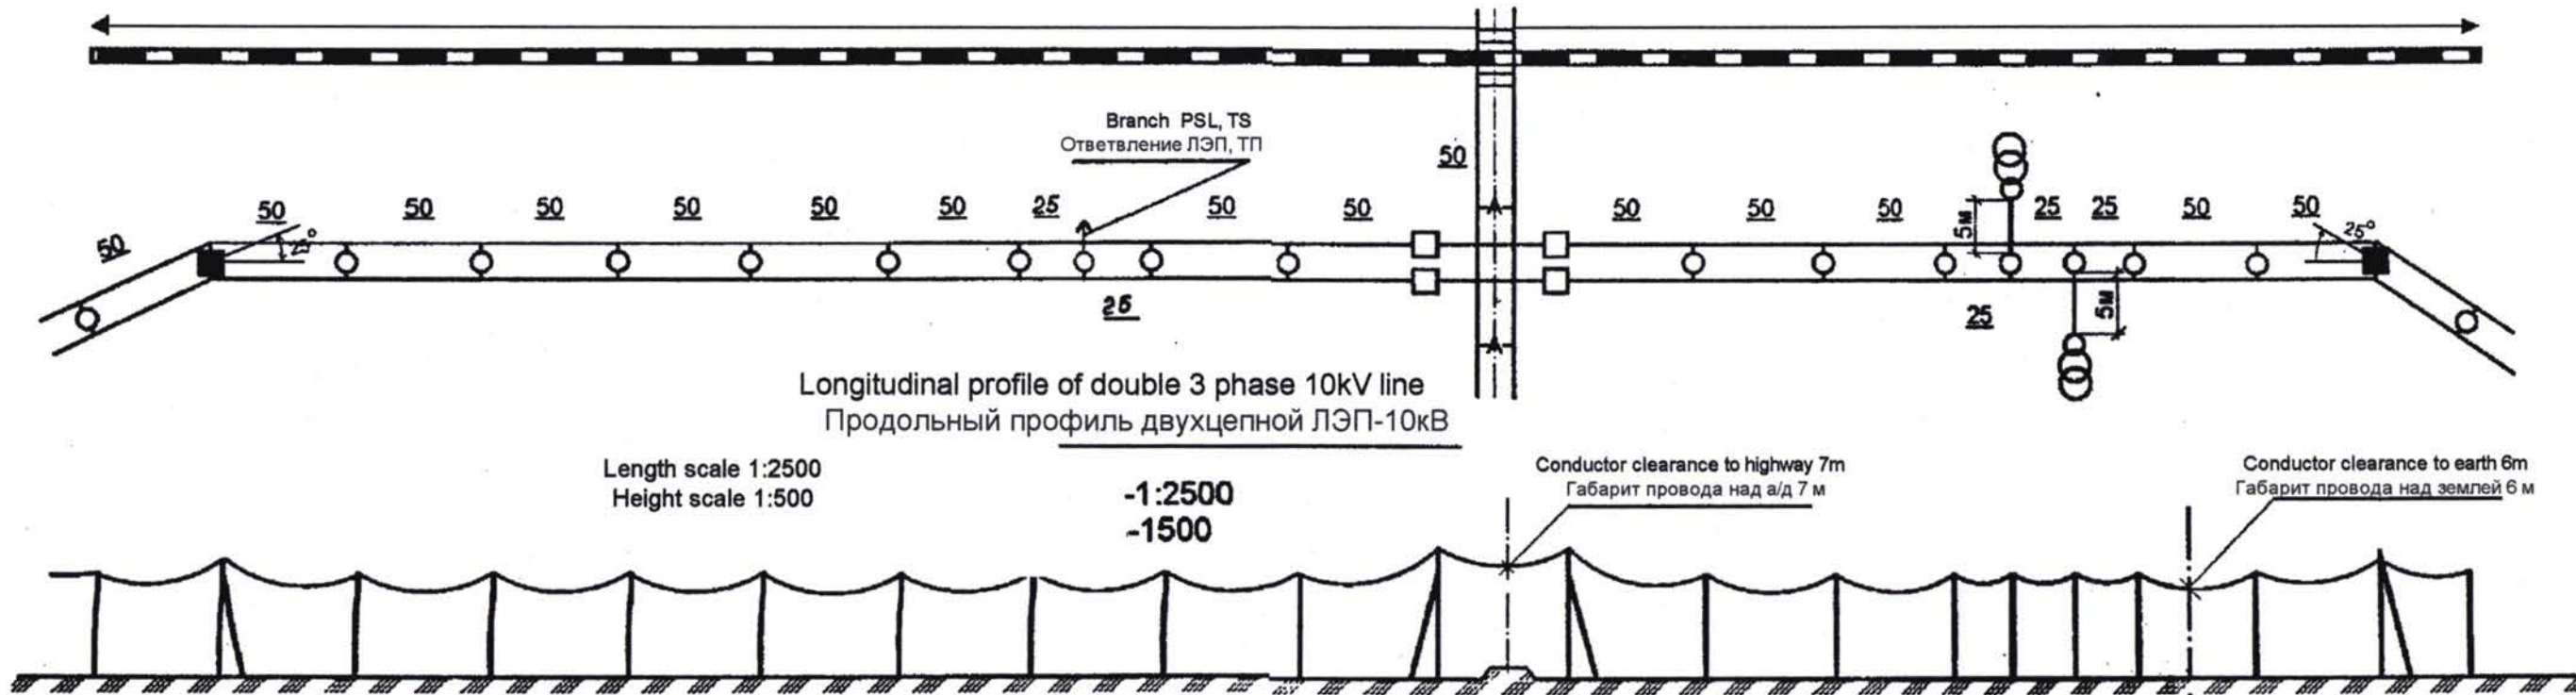 Branch PSL, TS
Ответвление ЛЭП, ТП
50
50
50
50
50
50
50
50
25
50
50
50
50
50
5м
25
25
50
50
25°
25°
25
25
5м
Longitudinal profile of double 3 phase 10kV line
Продольный профиль двухцепной ЛЭП-10кВ
Length scale 1:2500
Height scale 1:500
-1:2500
-1500
Conductor clearance to highway 7m
Габарит провода над а/д 7 м
Conductor clearance to earth 6m
Габарит провода над землей 6 м